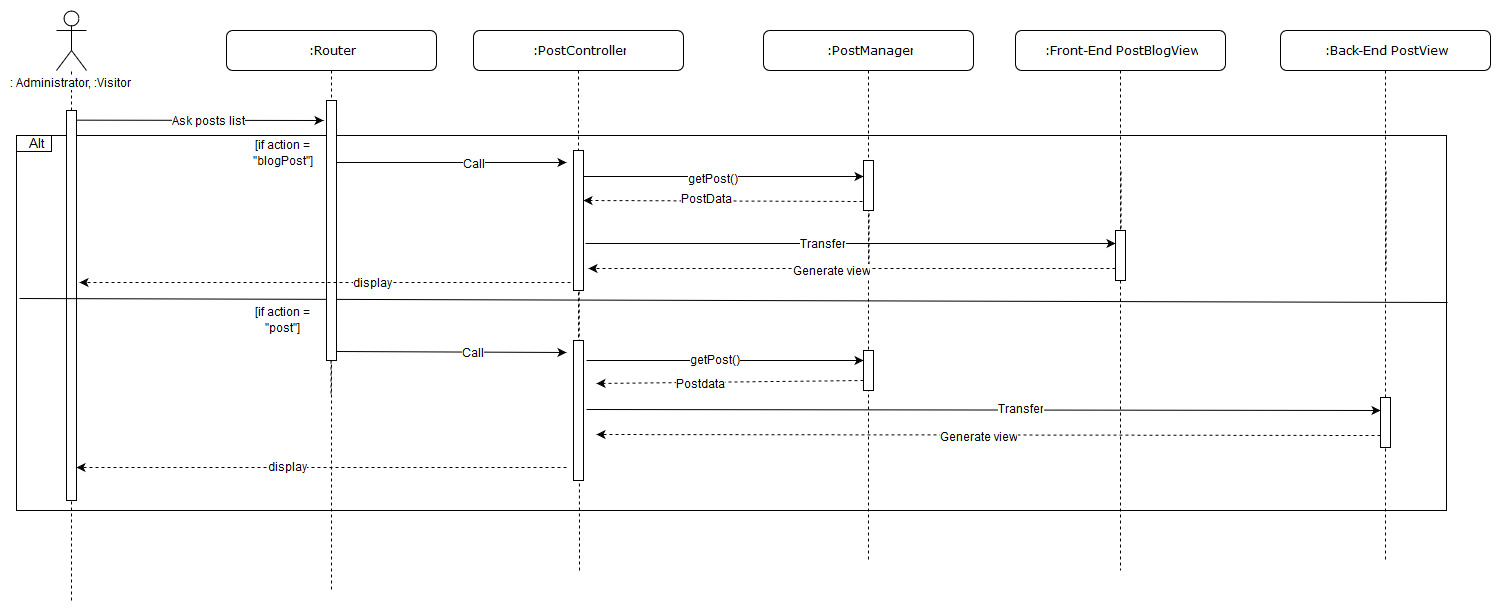 :Router
:PostController
:PostManager
:Front-End PostBlogView
:Back-End PostView
: Administrator, :Visitor
Ask posts list
Alt
[if action =
"blogPost"]
Call
getPost()
PostData
Transfer
Generate view
display
[if action =
"post"]
Call
getPost()
Postdata
Transfer
Generate view
display